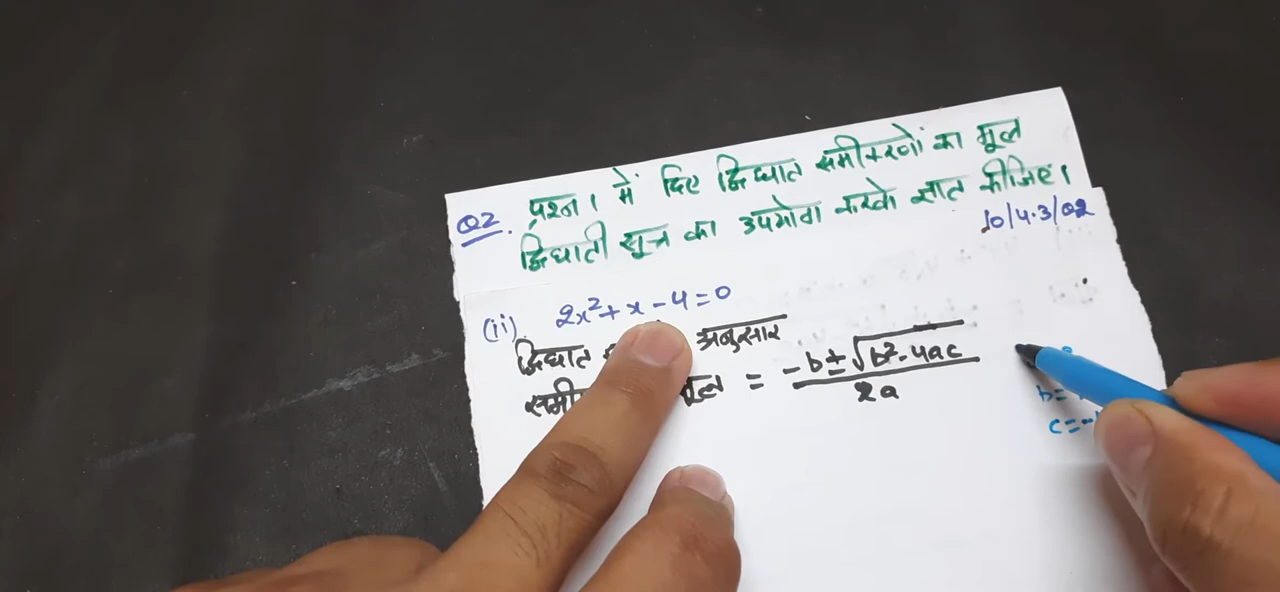 Q2. प्रश्न 1 में दिए द्विघात समीकरणों का मूल
द्विघाती सूत्र का उपयोग करके ज्ञात कीजिए।
10/4.3/Q2
(ii) 2x²+x-4=0
द्विघात अनुसार
= -b±√b²-4ac / 2a
b=
c=-